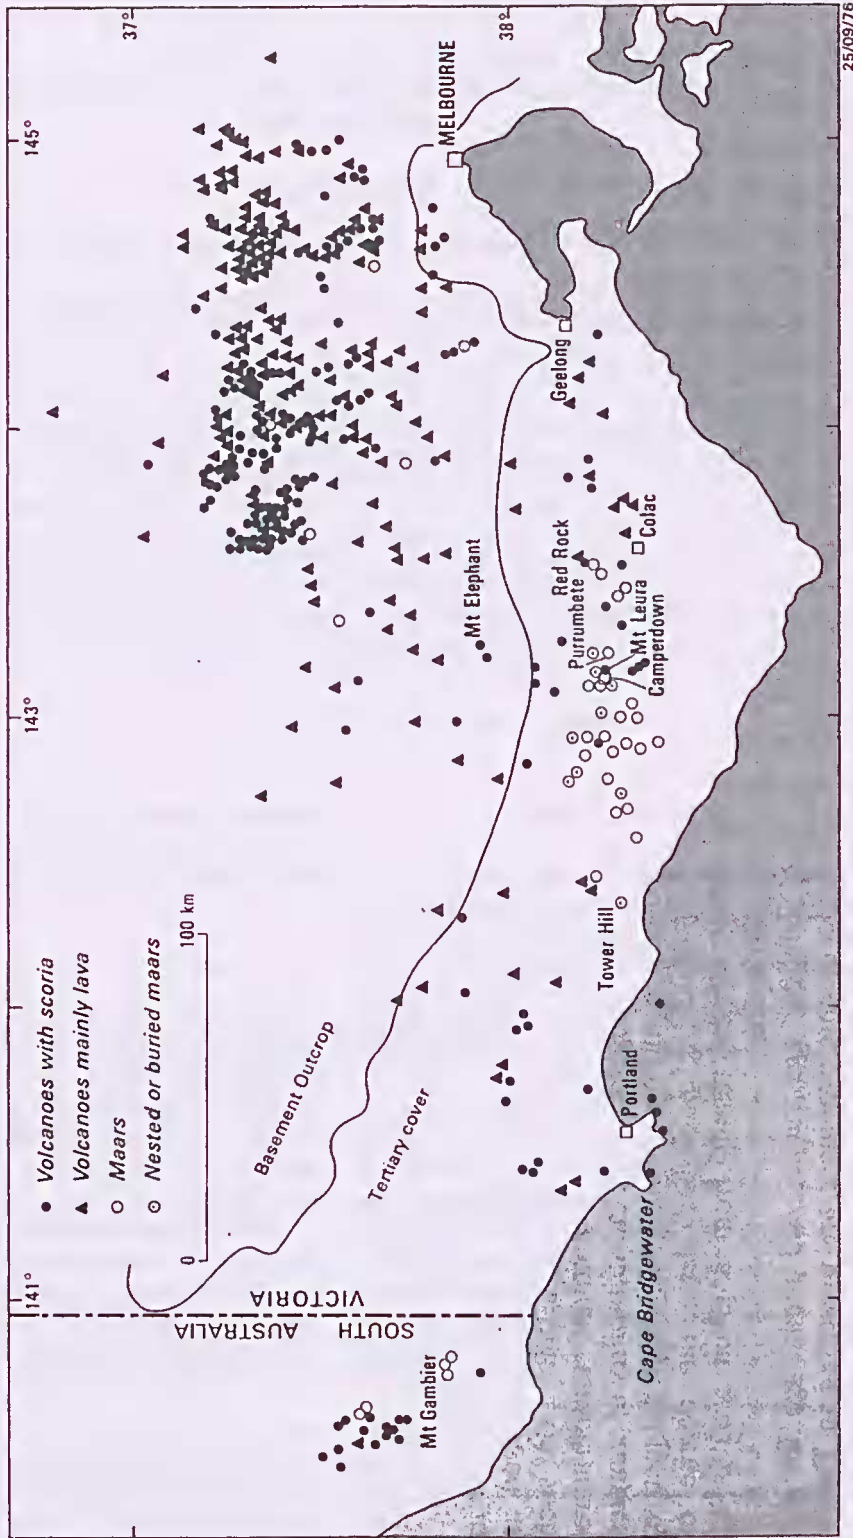 37°
38°
145°
143°
141°
● Volcanoes with scoria
▲ Volcanoes mainly lava
○ Maars
⊙ Nested or buried maars
0 100 km
Basement Outcrop
Tertiary cover
SOUTH AUSTRALIA
VICTORIA
Mt Gambier
Cape Bridgewater
Portland
Tower Hill
Mt Elephant
Purrumbete
Red Rock
Mt Leura
Camperdown
Colac
Geelong
MELBOURNE
25/09/78